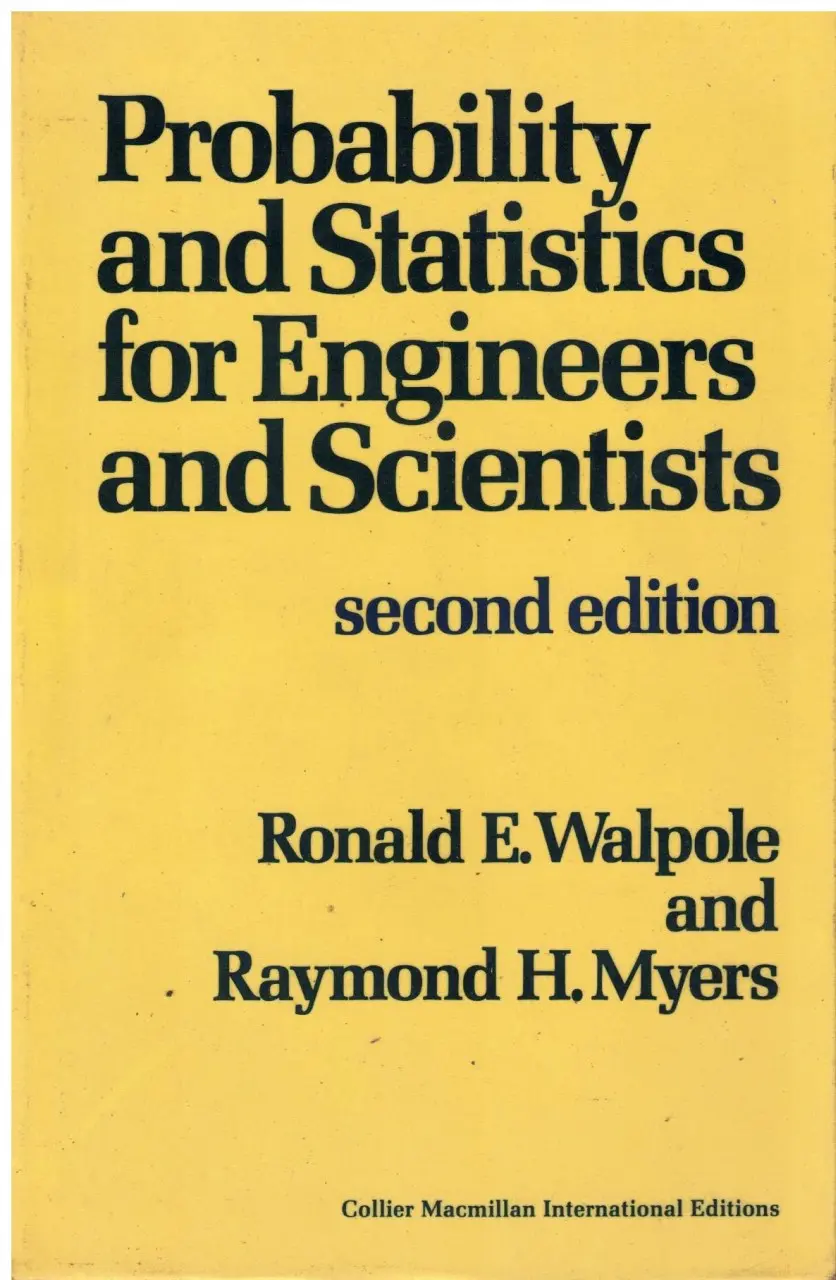 Probability
and Statistics
for Engineers
and Scientists
second edition
Ronald E. Walpole
and
Raymond H. Myers
Collier Macmillan International Editions